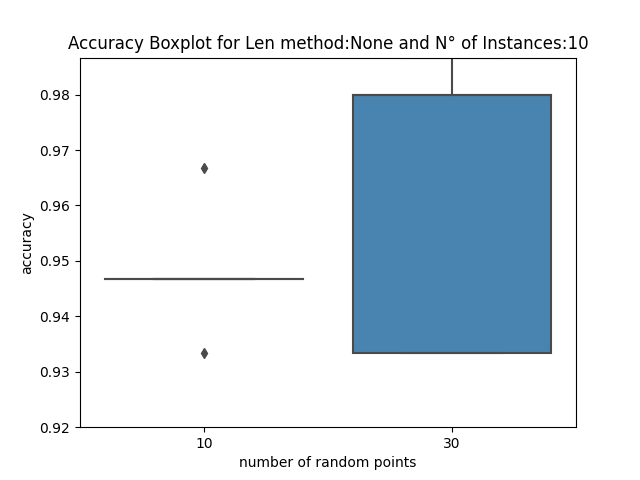 Accuracy Boxplot for Len method:None and N° of Instances:10
0.98
0.97
0.96
0.95
0.94
0.93
0.92
accuracy
10 30
number of random points